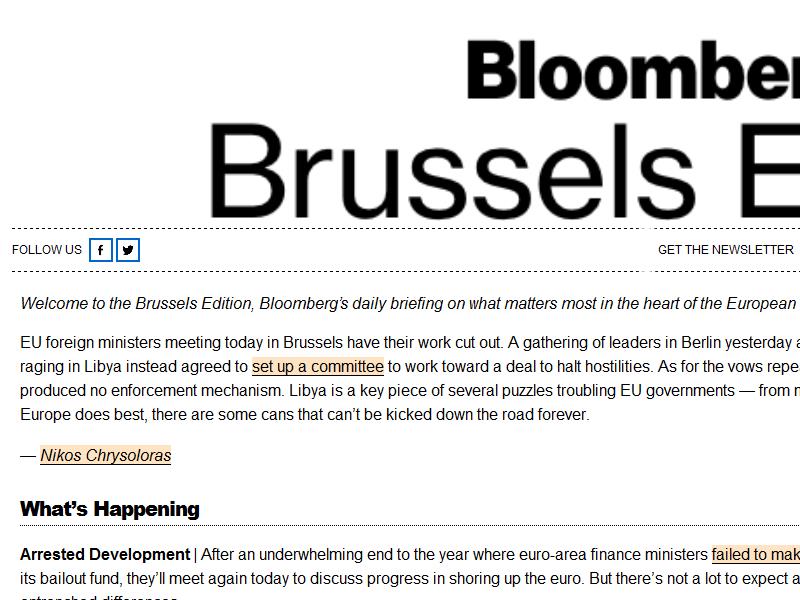 Bloomber
Brussels E
FOLLOW US
GET THE NEWSLETTER
Welcome to the Brussels Edition, Bloomberg’s daily briefing on what matters most in the heart of the European
EU foreign ministers meeting today in Brussels have their work cut out. A gathering of leaders in Berlin yesterday a
raging in Libya instead agreed to set up a committee to work toward a deal to halt hostilities. As for the vows repe
produced no enforcement mechanism. Libya is a key piece of several puzzles troubling EU governments — from
Europe does best, there are some cans that can’t be kicked down the road forever.
— Nikos Chrysoloras
What’s Happening
Arrested Development | After an underwhelming end to the year where euro-area finance ministers failed to mak
its bailout fund, they’ll meet again today to discuss progress in shoring up the euro. But there’s not a lot to expect a
entrenched differences.